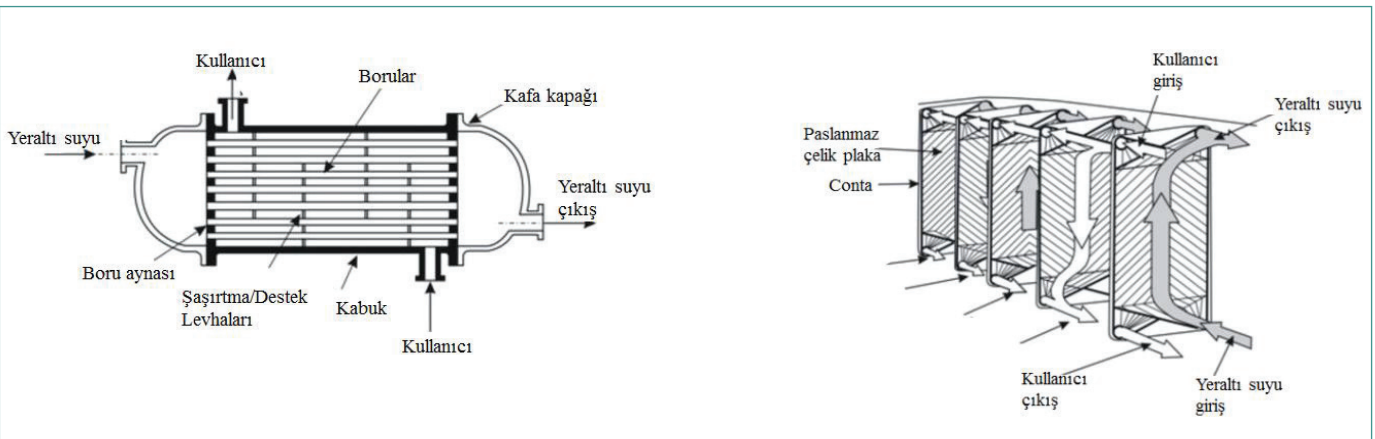 Kullanıcı
Borular
Kafa kapağı
Yeraltı suyu
Yeraltı suyu
çıkış
Boru aynası
Şaşırtma/Destek
Levhaları
Kabuk
Kullanıcı
Kullanıcı
giriş
Yeraltı suyu
çıkış
Paslanmaz
çelik plaka
Conta
Kullanıcı
çıkış
Yeraltı suyu
giriş